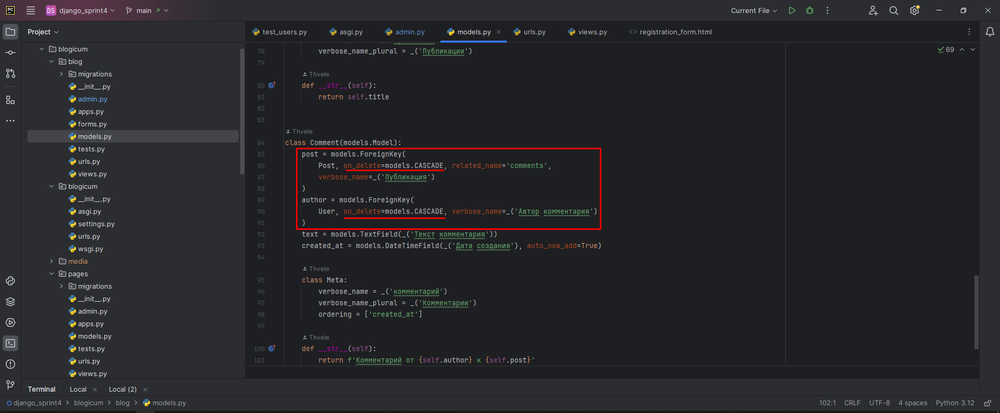 PC
DS django_sprint4
main
Current File
Project
blogicum
blog
migrations
__init__.py
admin.py
apps.py
forms.py
models.py
tests.py
urls.py
views.py
blogicum
__init__.py
asgi.py
settings.py
urls.py
wsgi.py
media
pages
migrations
__init__.py
admin.py
apps.py
models.py
tests.py
urls.py
views.py
test_users.py
asgi.py
admin.py
models.py
urls.py
views.py
<> registration_form.html
69
78 verbose_name_plural = _('Публикации')
79
Thvele
80 def __str__(self):
81 return self.title
82
83
Thvele
84 class Comment(models.Model):
85 post = models.ForeignKey(
86 Post, on_delete=models.CASCADE, related_name='comments',
87 verbose_name=_('Публикация')
88 )
89 author = models.ForeignKey(
90 User, on_delete=models.CASCADE, verbose_name=_('Автор комментария')
91 )
92 text = models.TextField(_('Текст комментария'))
93 created_at = models.DateTimeField(_('Дата создания'), auto_now_add=True)
94
Thvele
95 class Meta:
96 verbose_name = _('комментарий')
97 verbose_name_plural = _('Комментарии')
98 ordering = ['created_at']
99
Thvele
100 def __str__(self):
101 return f'Комментарий от {self.author} к {self.post}'
Terminal
Local
Local (2)
django_sprint4 > blogicum > blog > models.py
102:1
CRLF
UTF-8
4 spaces
Python 3.12